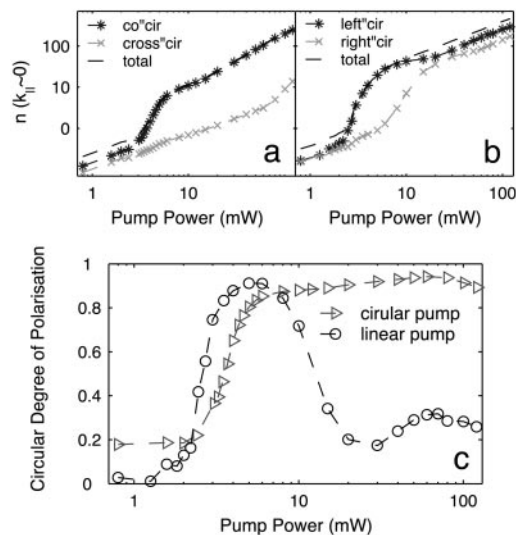 co"cir
cross"cir
total
left"cir
right"cir
total
n (k||~0)
100
10
0
a
b
1
10
100
1
10
100
Pump Power (mW)
Pump Power (mW)
Circular Degree of Polarisation
1
0.8
0.6
0.4
0.2
0
cirular pump
linear pump
c
1
10
100
Pump Power (mW)